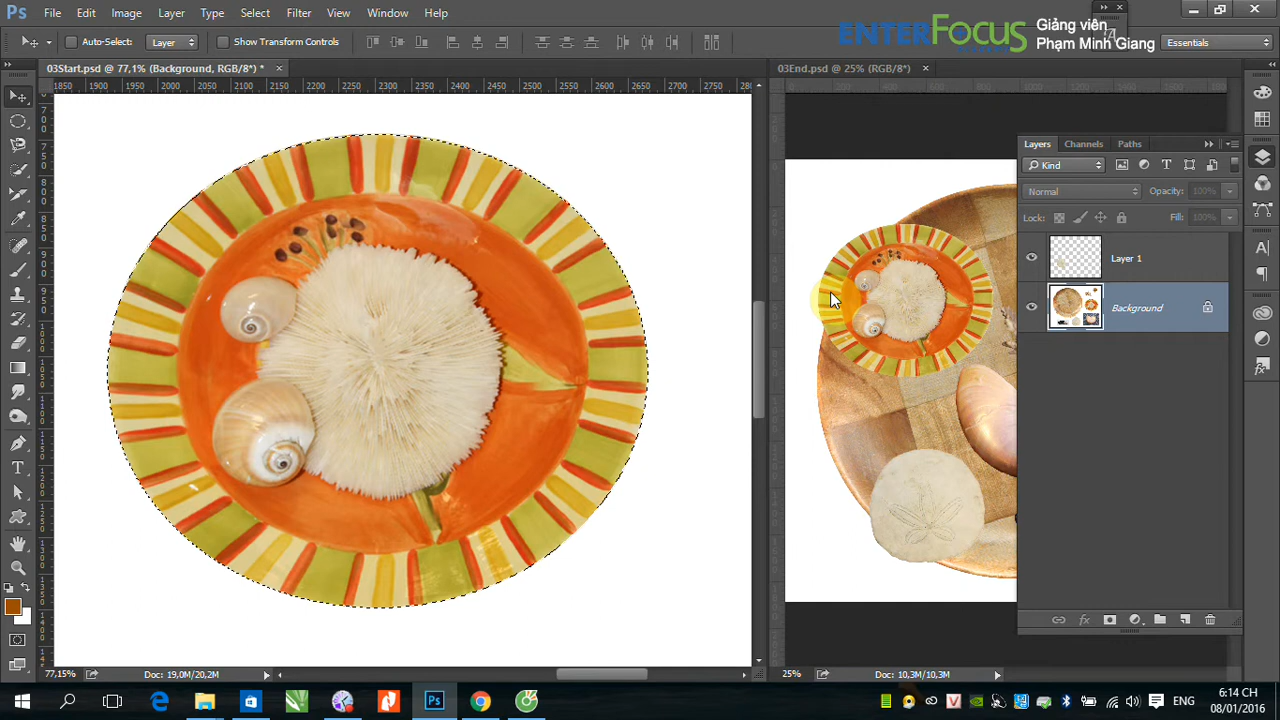 Ps File Edit Image Layer Type Select Filter View Window Help
ENTERFOCUS
Giảng viên
Phạm Minh Giang
Auto-Select: Layer Show Transform Controls
Essentials
03Start.psd @ 77,1% (Background, RGB/8*) * ×
03End.psd @ 25% (RGB/8*) ×
1850 1900 1950 2000 2050 2100 2150 2200 2250 2300 2350 2400 2450 2500 2550 2600 2650 2700 2750
Layers Channels Paths
Kind
Normal Opacity: 100%
Lock: Fill: 100%
Layer 1
Background
77,15% Doc: 19,0M/20,2M
25% Doc: 10,3M/10,3M
6:14 CH
ENG
08/01/2016